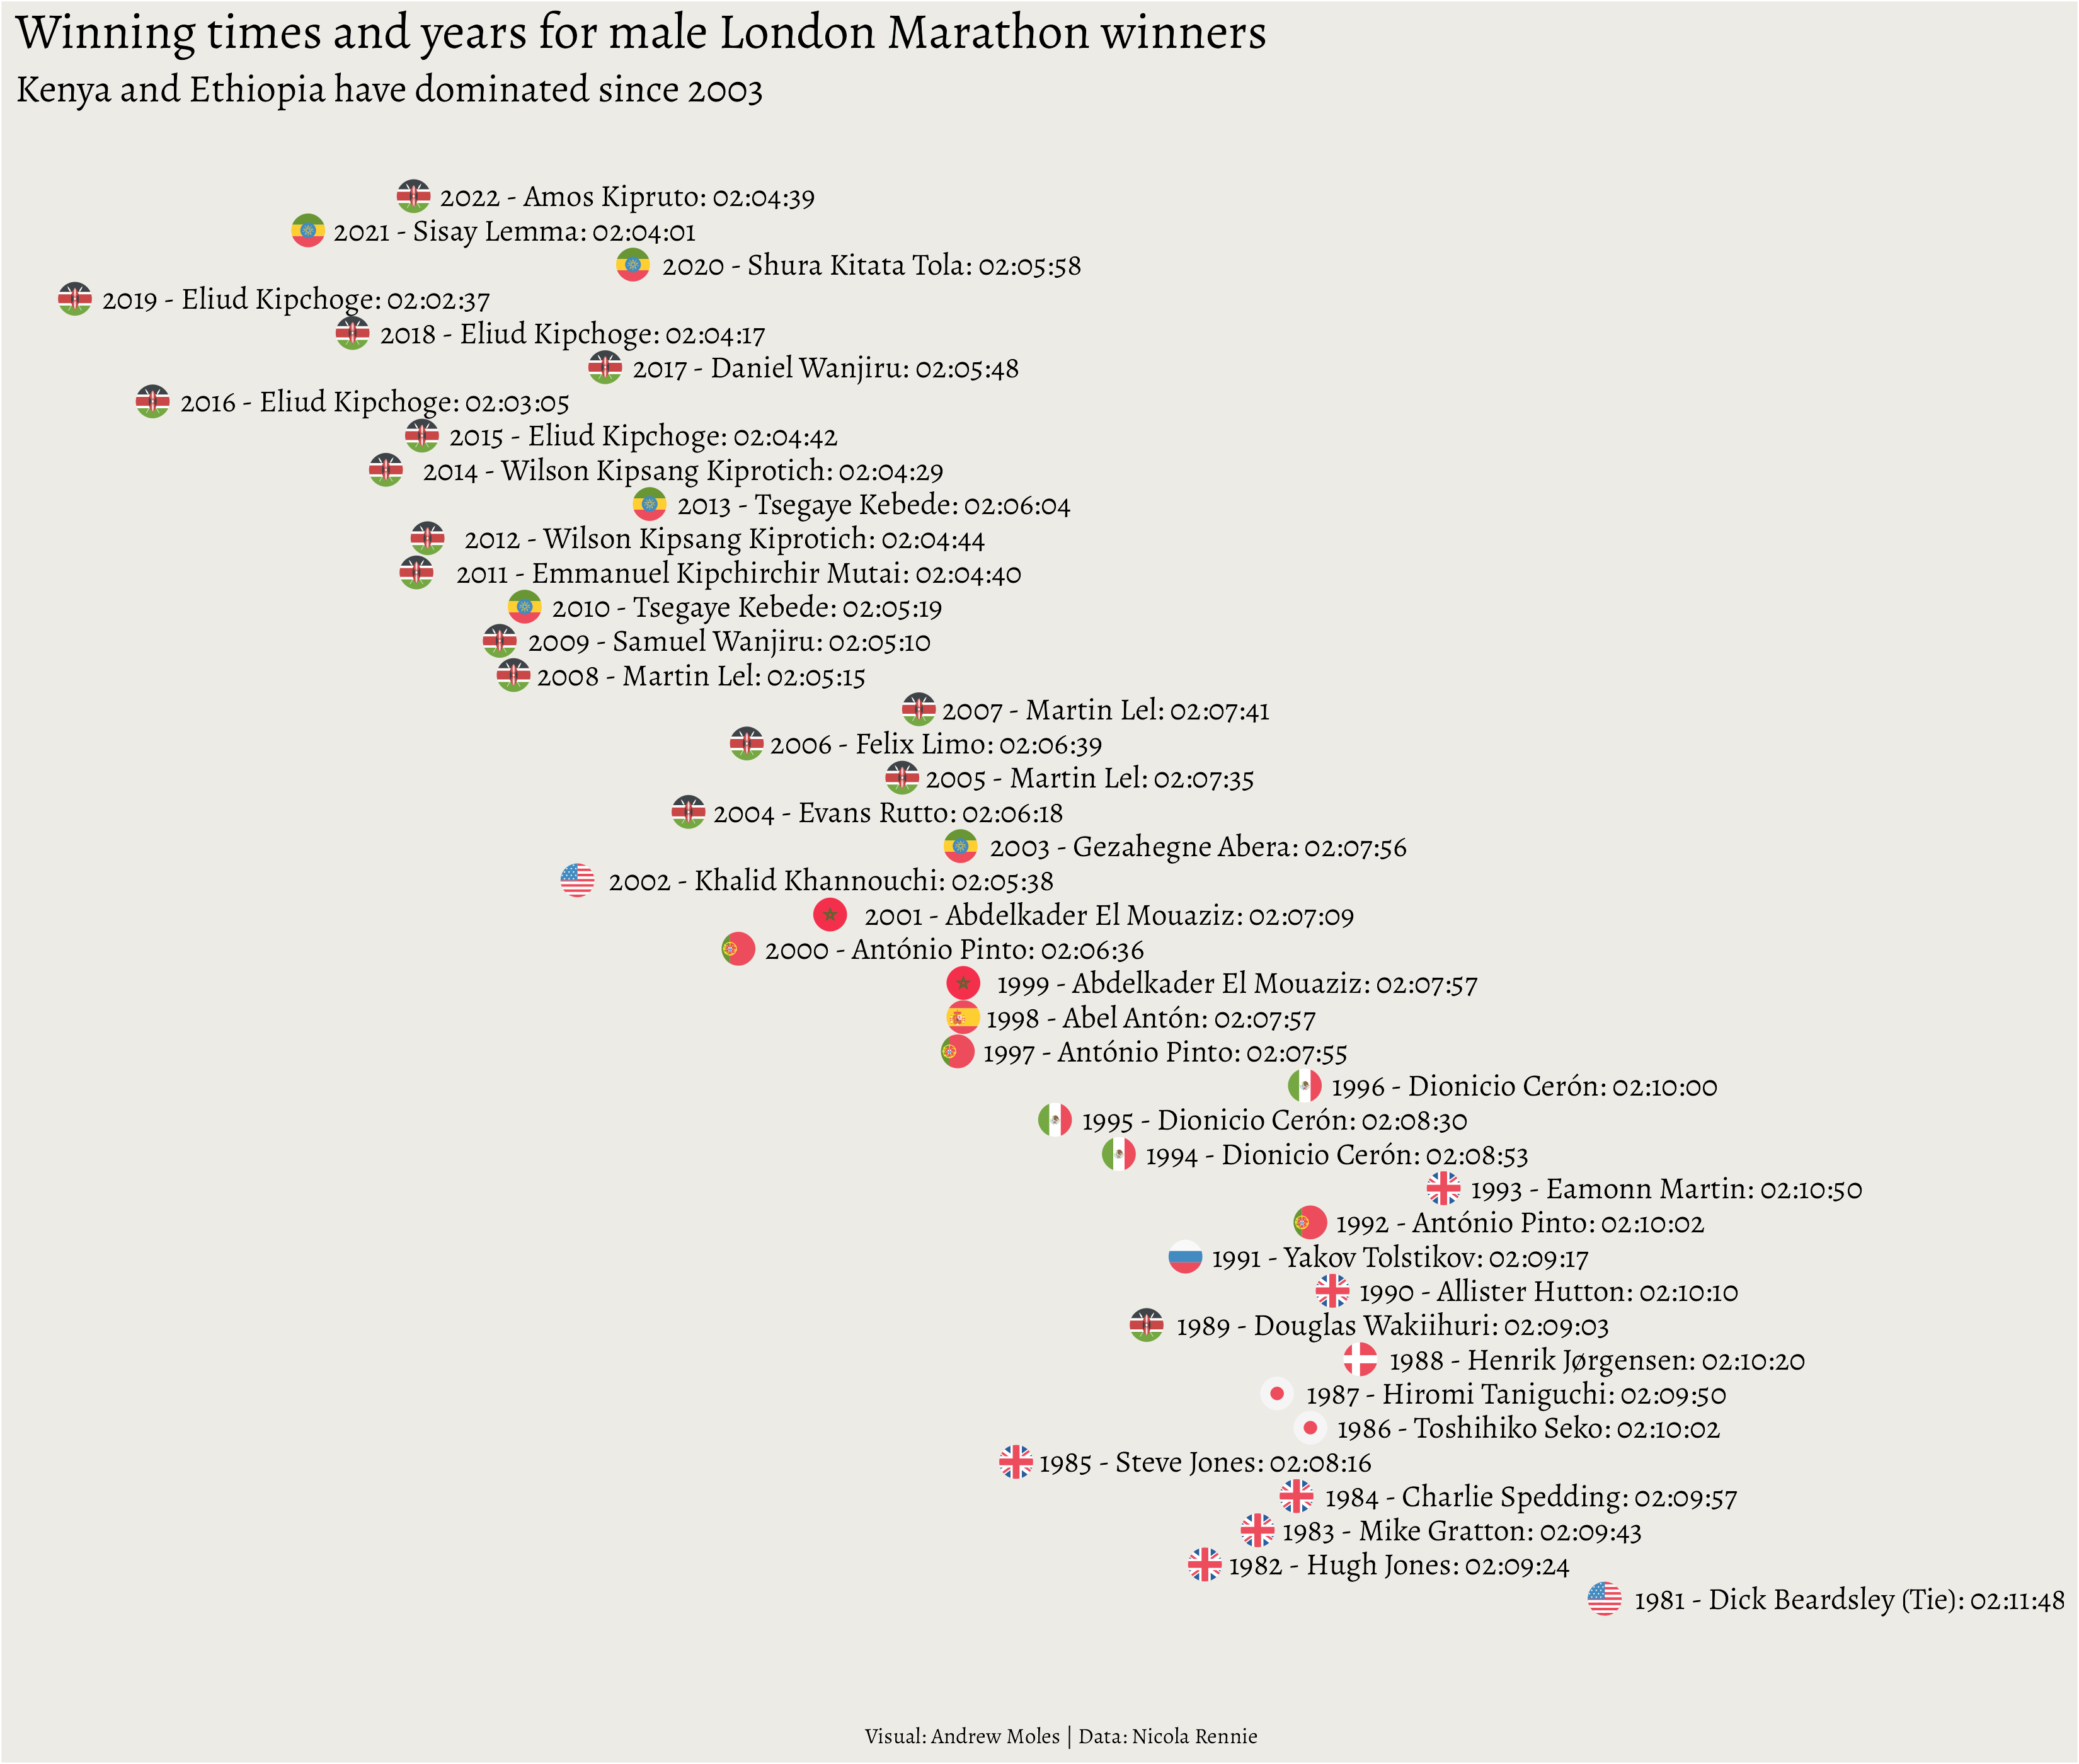 Winning times and years for male London Marathon winners
Kenya and Ethiopia have dominated since 2003
2022 - Amos Kipruto: 02:04:39
2021 - Sisay Lemma: 02:04:01
2020 - Shura Kitata Tola: 02:05:58
2019 - Eliud Kipchoge: 02:02:37
2018 - Eliud Kipchoge: 02:04:17
2017 - Daniel Wanjiru: 02:05:48
2016 - Eliud Kipchoge: 02:03:05
2015 - Eliud Kipchoge: 02:04:42
2014 - Wilson Kipsang Kiprotich: 02:04:29
2013 - Tsegaye Kebede: 02:06:04
2012 - Wilson Kipsang Kiprotich: 02:04:44
2011 - Emmanuel Kipchirchir Mutai: 02:04:40
2010 - Tsegaye Kebede: 02:05:19
2009 - Samuel Wanjiru: 02:05:10
2008 - Martin Lel: 02:05:15
2007 - Martin Lel: 02:07:41
2006 - Felix Limo: 02:06:39
2005 - Martin Lel: 02:07:35
2004 - Evans Rutto: 02:06:18
2003 - Gezahegne Abera: 02:07:56
2002 - Khalid Khannouchi: 02:05:38
2001 - Abdelkader El Mouaziz: 02:07:09
2000 - António Pinto: 02:06:36
1999 - Abdelkader El Mouaziz: 02:07:57
1998 - Abel Antón: 02:07:57
1997 - António Pinto: 02:07:55
1996 - Dionicio Cerón: 02:10:00
1995 - Dionicio Cerón: 02:08:30
1994 - Dionicio Cerón: 02:08:53
1993 - Eamonn Martin: 02:10:50
1992 - António Pinto: 02:10:02
1991 - Yakov Tolstikov: 02:09:17
1990 - Allister Hutton: 02:10:10
1989 - Douglas Wakiihuri: 02:09:03
1988 - Henrik Jørgensen: 02:10:20
1987 - Hiromi Taniguchi: 02:09:50
1986 - Toshihiko Seko: 02:10:02
1985 - Steve Jones: 02:08:16
1984 - Charlie Spedding: 02:09:57
1983 - Mike Gratton: 02:09:43
1982 - Hugh Jones: 02:09:24
1981 - Dick Beardsley (Tie): 02:11:48
Visual: Andrew Moles | Data: Nicola Rennie